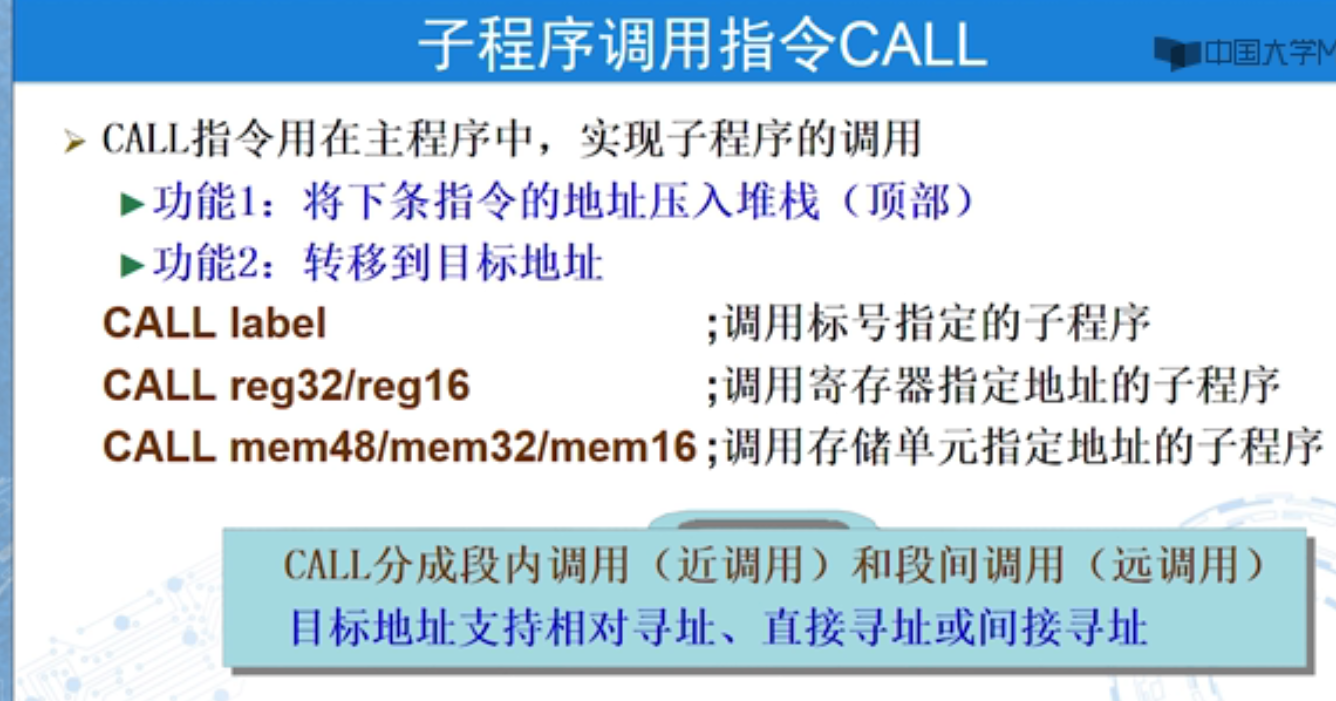 子程序调用指令CALL
中国大学M
CALL指令用在主程序中，实现子程序的调用
功能1：将下条指令的地址压入堆栈（顶部）
功能2：转移到目标地址
CALL label ;调用标号指定的子程序
CALL reg32/reg16 ;调用寄存器指定地址的子程序
CALL mem48/mem32/mem16 ;调用存储单元指定地址的子程序
CALL分成段内调用（近调用）和段间调用（远调用）
目标地址支持相对寻址、直接寻址或间接寻址